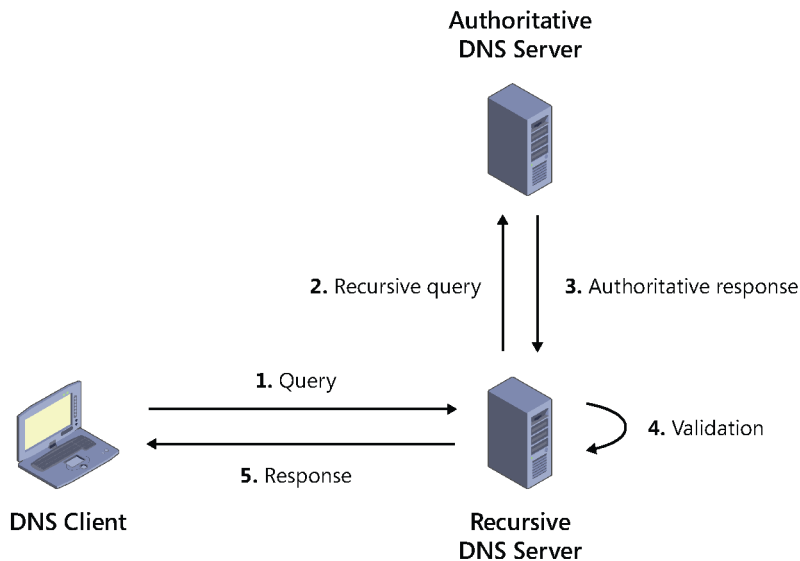 Authoritative
DNS Server
2. Recursive query
3. Authoritative response
1. Query
4. Validation
5. Response
DNS Client
Recursive
DNS Server